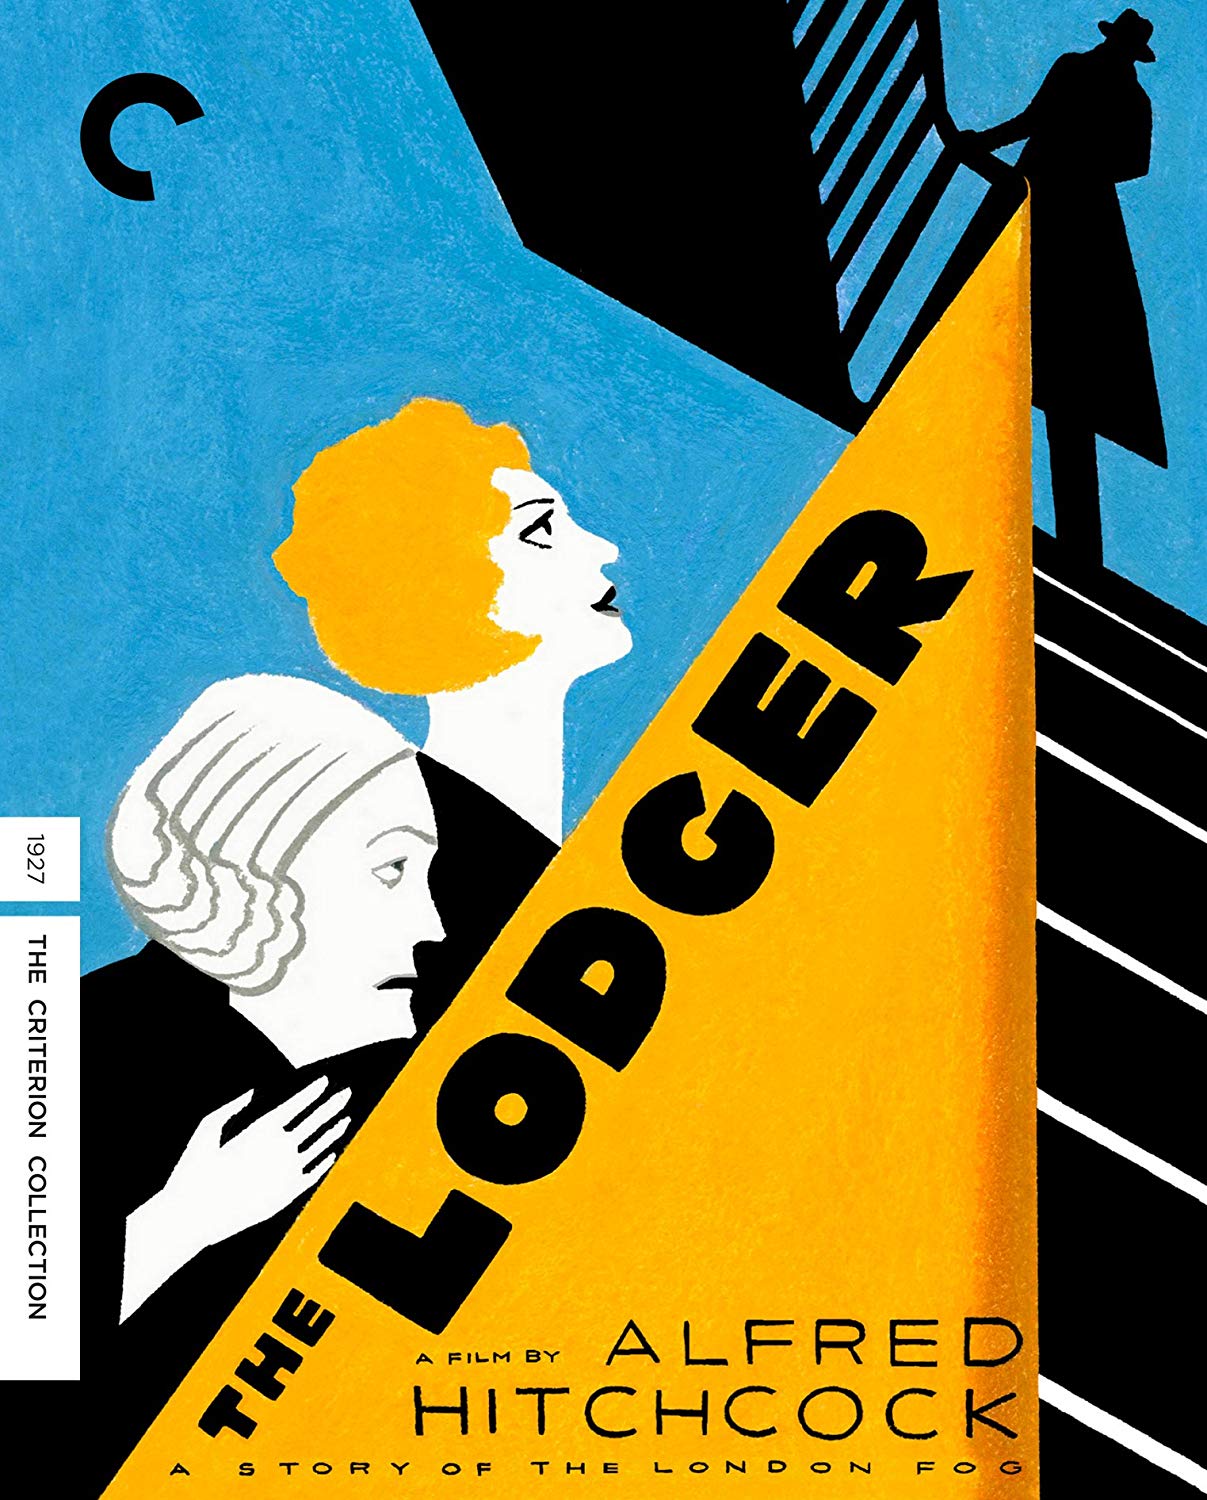 1927
THE CRITERION COLLECTION
THE LODGER
A FILM BY ALFRED
HITCHCOCK
A STORY OF THE LONDON FOG